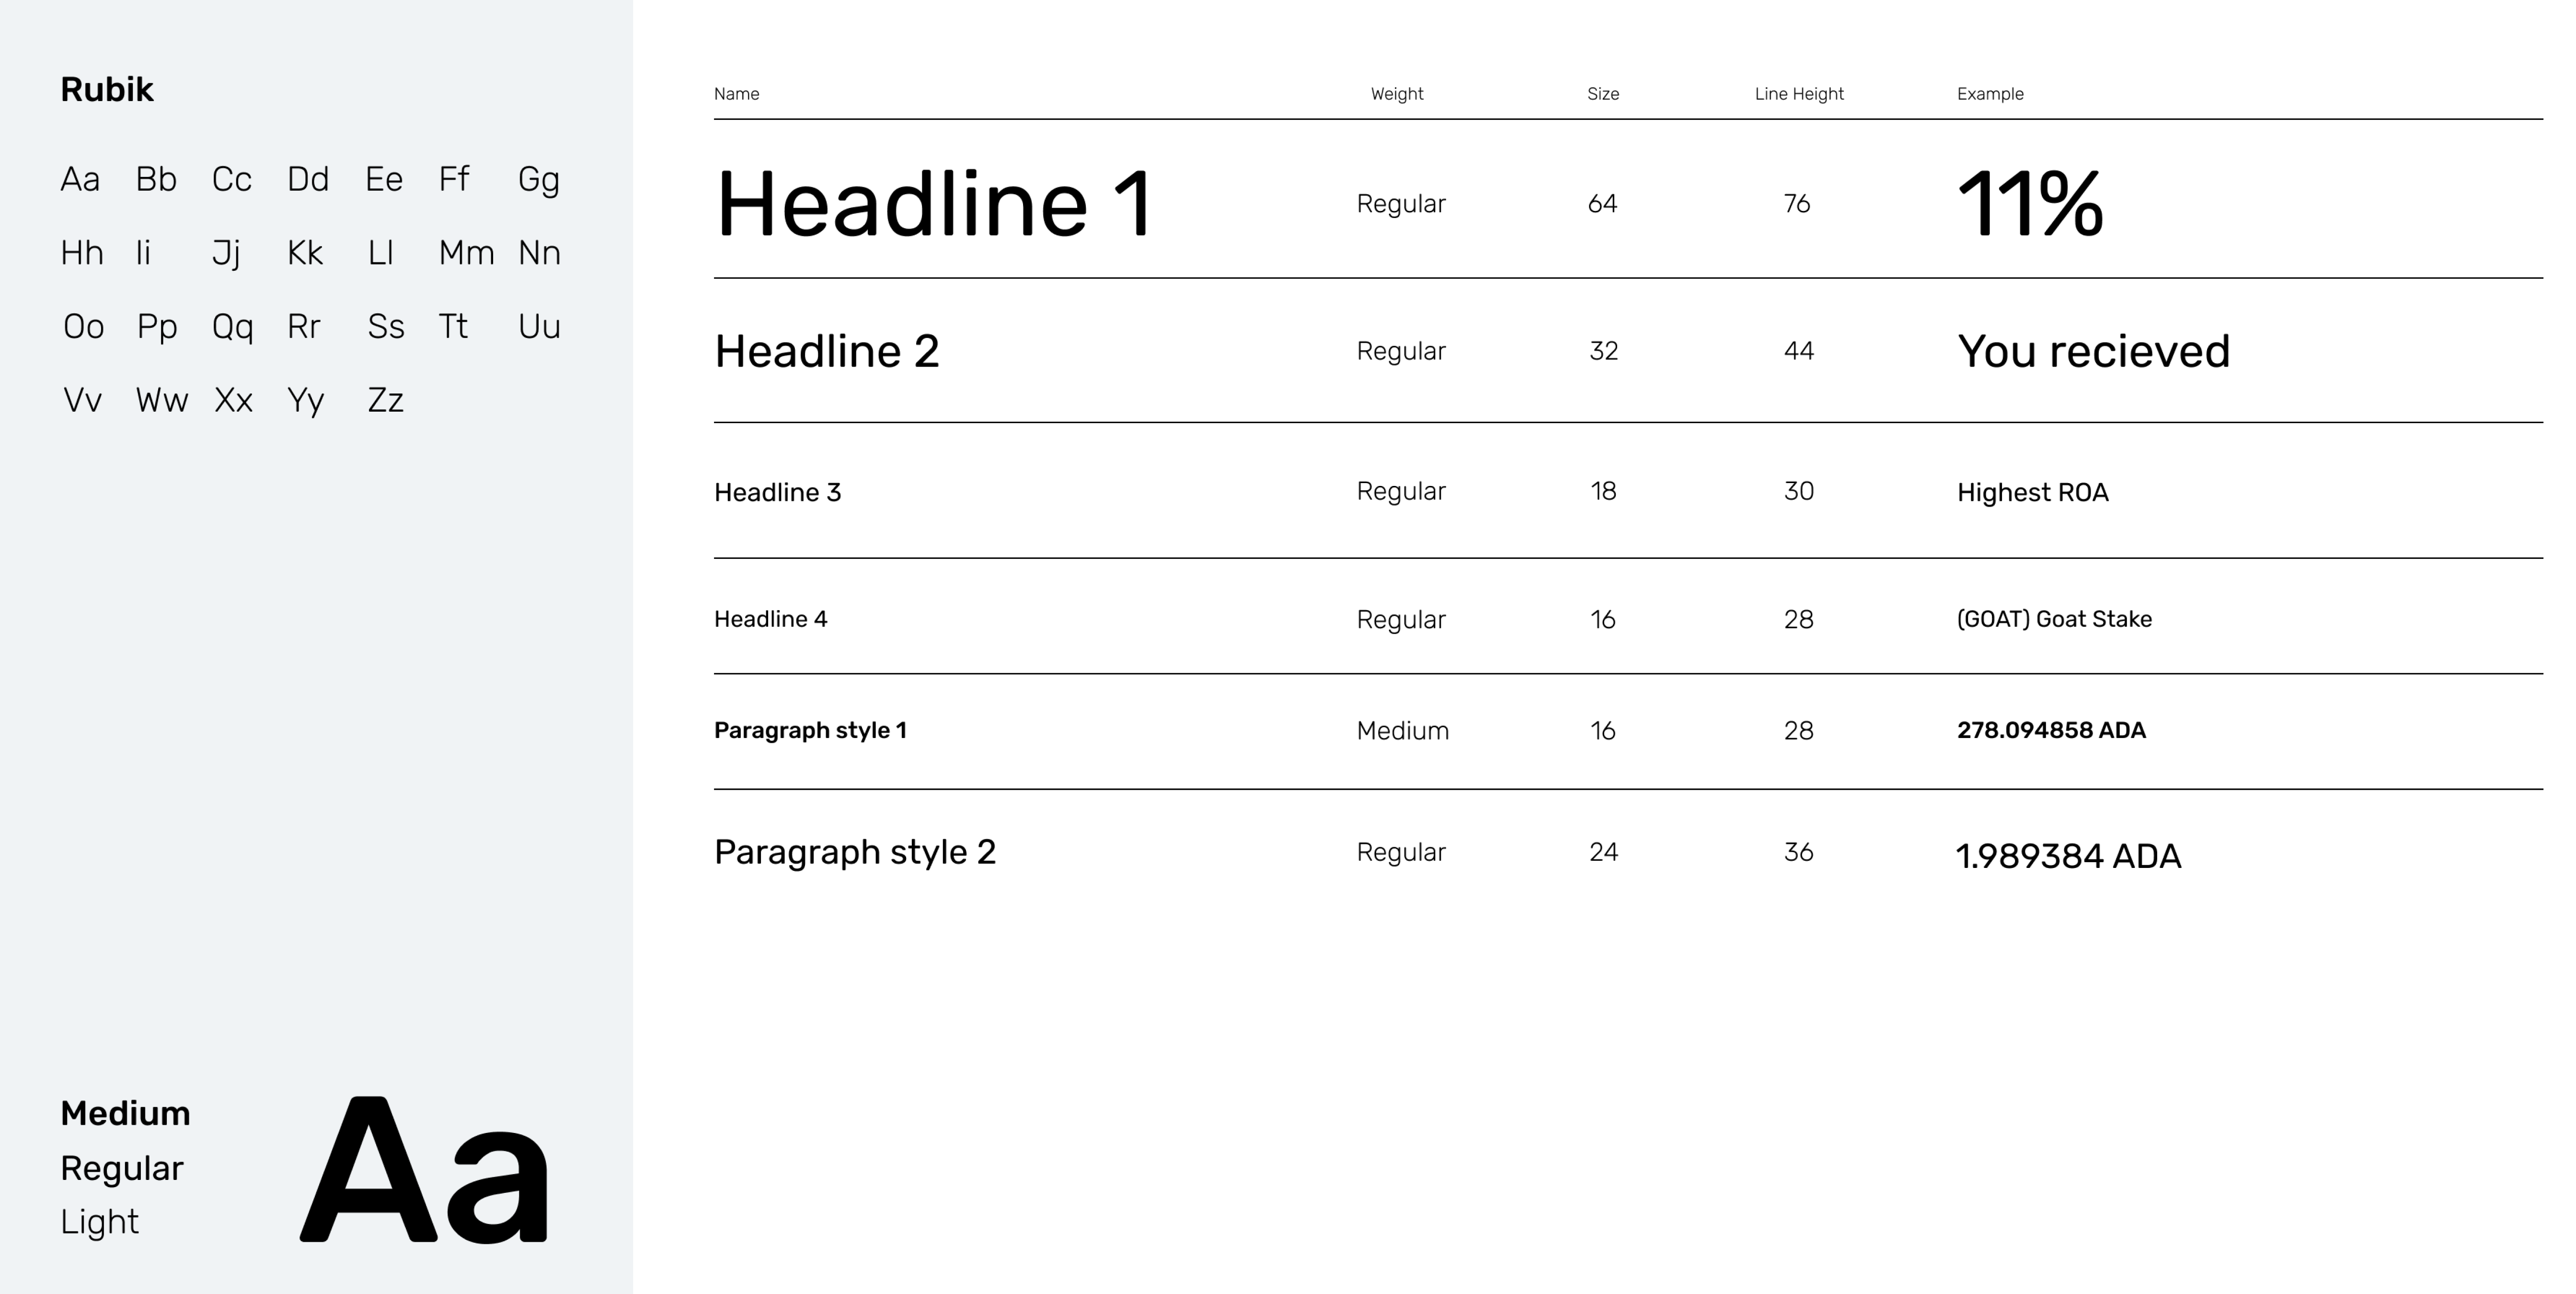 Rubik
Aa Bb Cc Dd Ee Ff Gg
Hh Ii Jj Kk Ll Mm Nn
Oo Pp Qq Rr Ss Tt Uu
Vv Ww Xx Yy Zz
Medium
Regular
Light
Aa
Name Weight Size Line Height Example
Headline 1 Regular 64 76 11%
Headline 2 Regular 32 44 You recieved
Headline 3 Regular 18 30 Highest ROA
Headline 4 Regular 16 28 (GOAT) Goat Stake
Paragraph style 1 Medium 16 28 278.094858 ADA
Paragraph style 2 Regular 24 36 1.989384 ADA